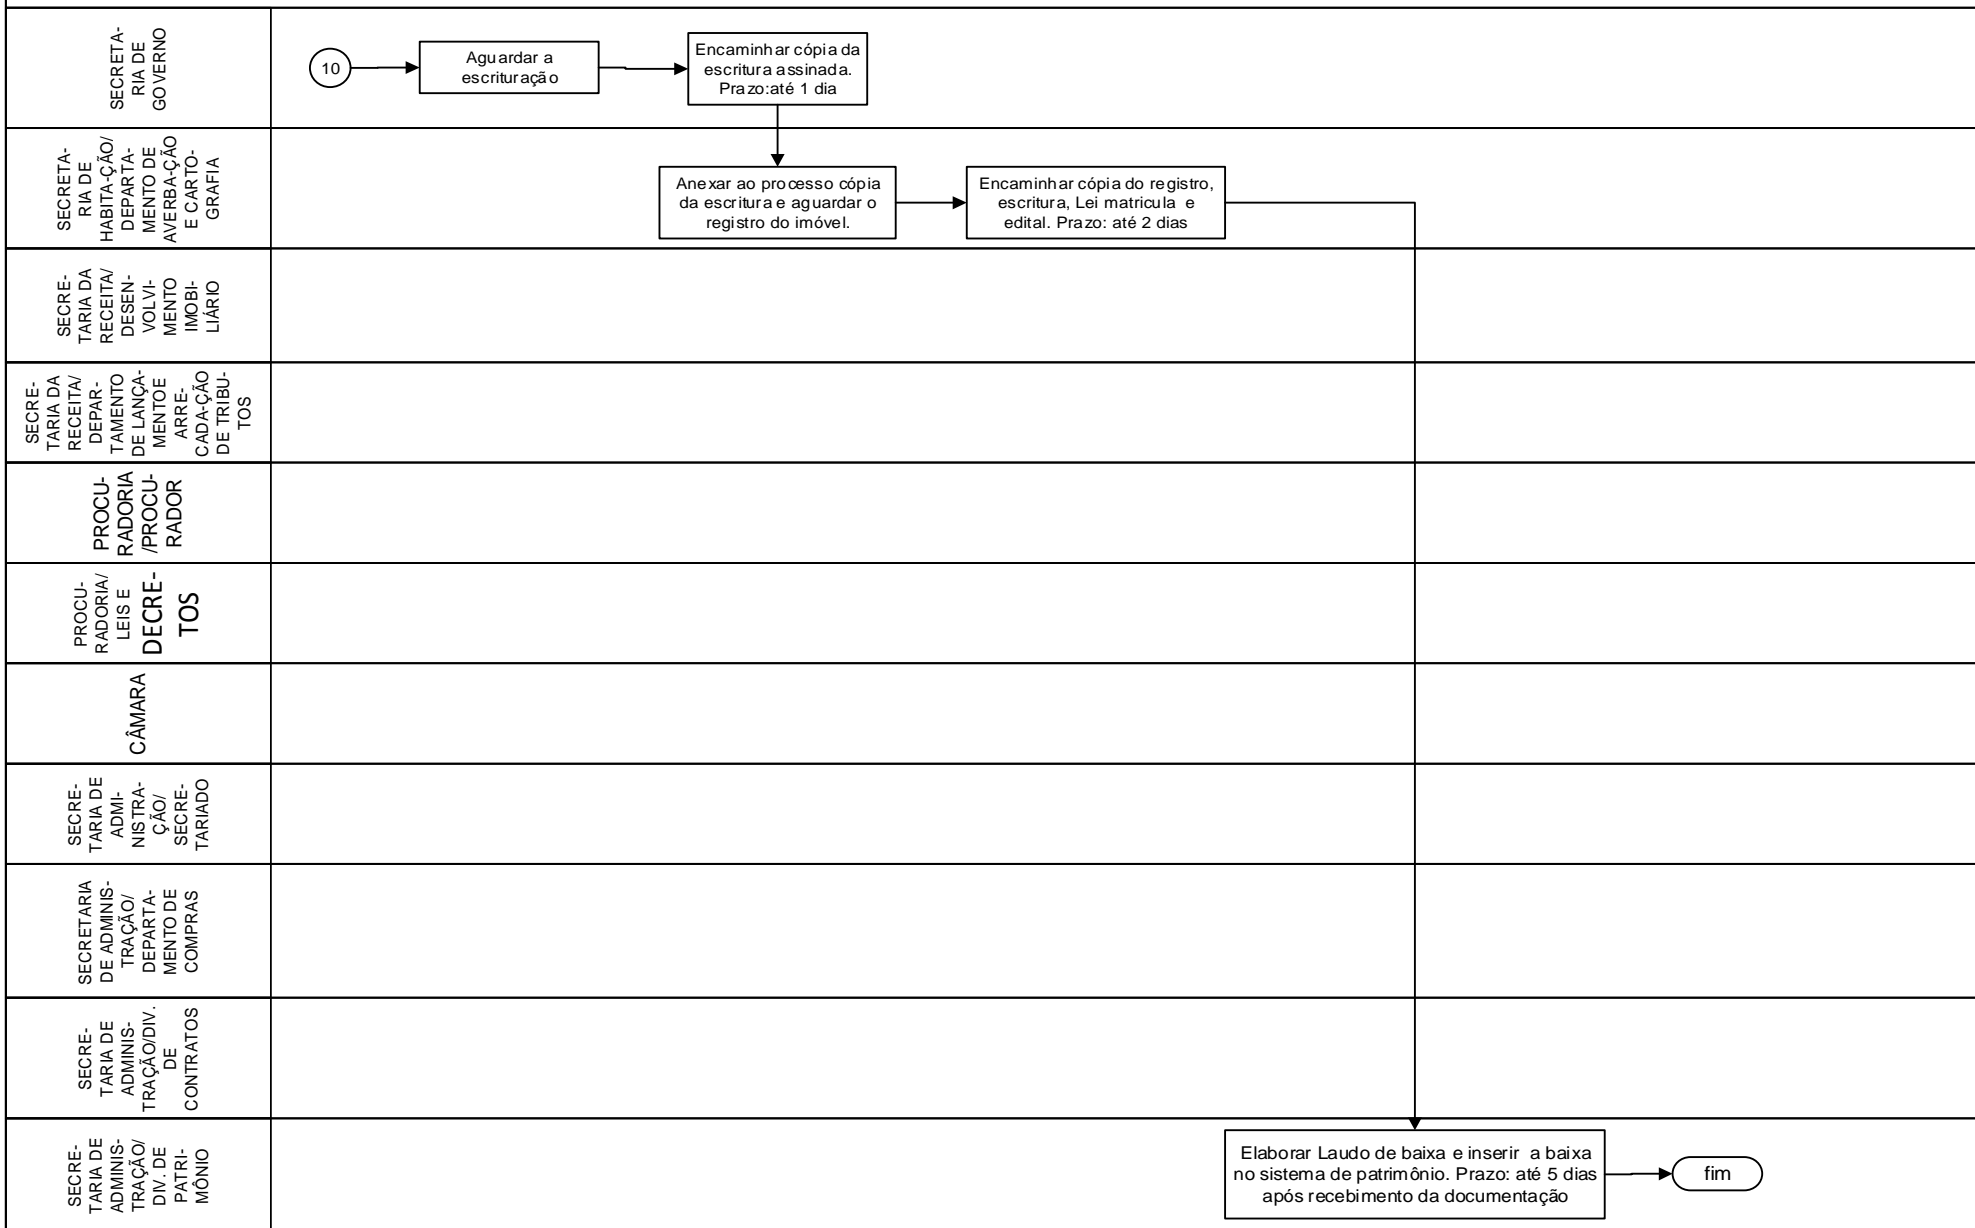 SECRETA-
RIA DE
GOVERNO
10
Aguardar a
escrituração
Encaminhar cópia da
escritura assinada.
Prazo:até 1 dia
SECRETA-
RIA DE
HABITA-ÇÃO/
DEPARTA-
MENTO DE
AVERBA-ÇÃO
E CARTO-
GRAFIA
Anexar ao processo cópia
da escritura e aguardar o
registro do imóvel.
Encaminhar cópia do registro,
escritura, Lei matricula e
edital. Prazo: até 2 dias
SECRE-
TARIA DA
RECEITA/
DESEN-
VOLVI-
MENTO
IMOBI-
LIÁRIO
SECRE-
TARIA DA
RECEITA/
DEPAR-
TAMENTO
DE LANÇA-
MENTOE
ARRE-
CADA-ÇÃO
DE TRIBU-
TOS
PROCU-
RADORIA
/PROCU-
RADOR
PROCU-
RADORIA/
LEIS E
DECRE-
TOS
CÂMARA
SECRE-
TARIA DE
ADMI-
NISTRA-
ÇÃO/
SECRE-
TARIADO
SECRETARIA
DE ADMINIS-
TRAÇÃO/
DEPARTA-
MENTO DE
COMPRAS
SECRE-
TARIA DE
ADMINIS-
TRAÇÃO/DIV.
DE
CONTRATOS
SECRE-
TARIA DE
ADMINIS-
TRAÇÃO/
DIV. DE
PATRI-
MÔNIO
Elaborar Laudo de baixa e inserir a baixa
no sistema de patrimônio. Prazo: até 5 dias
após recebimento da documentação
fim